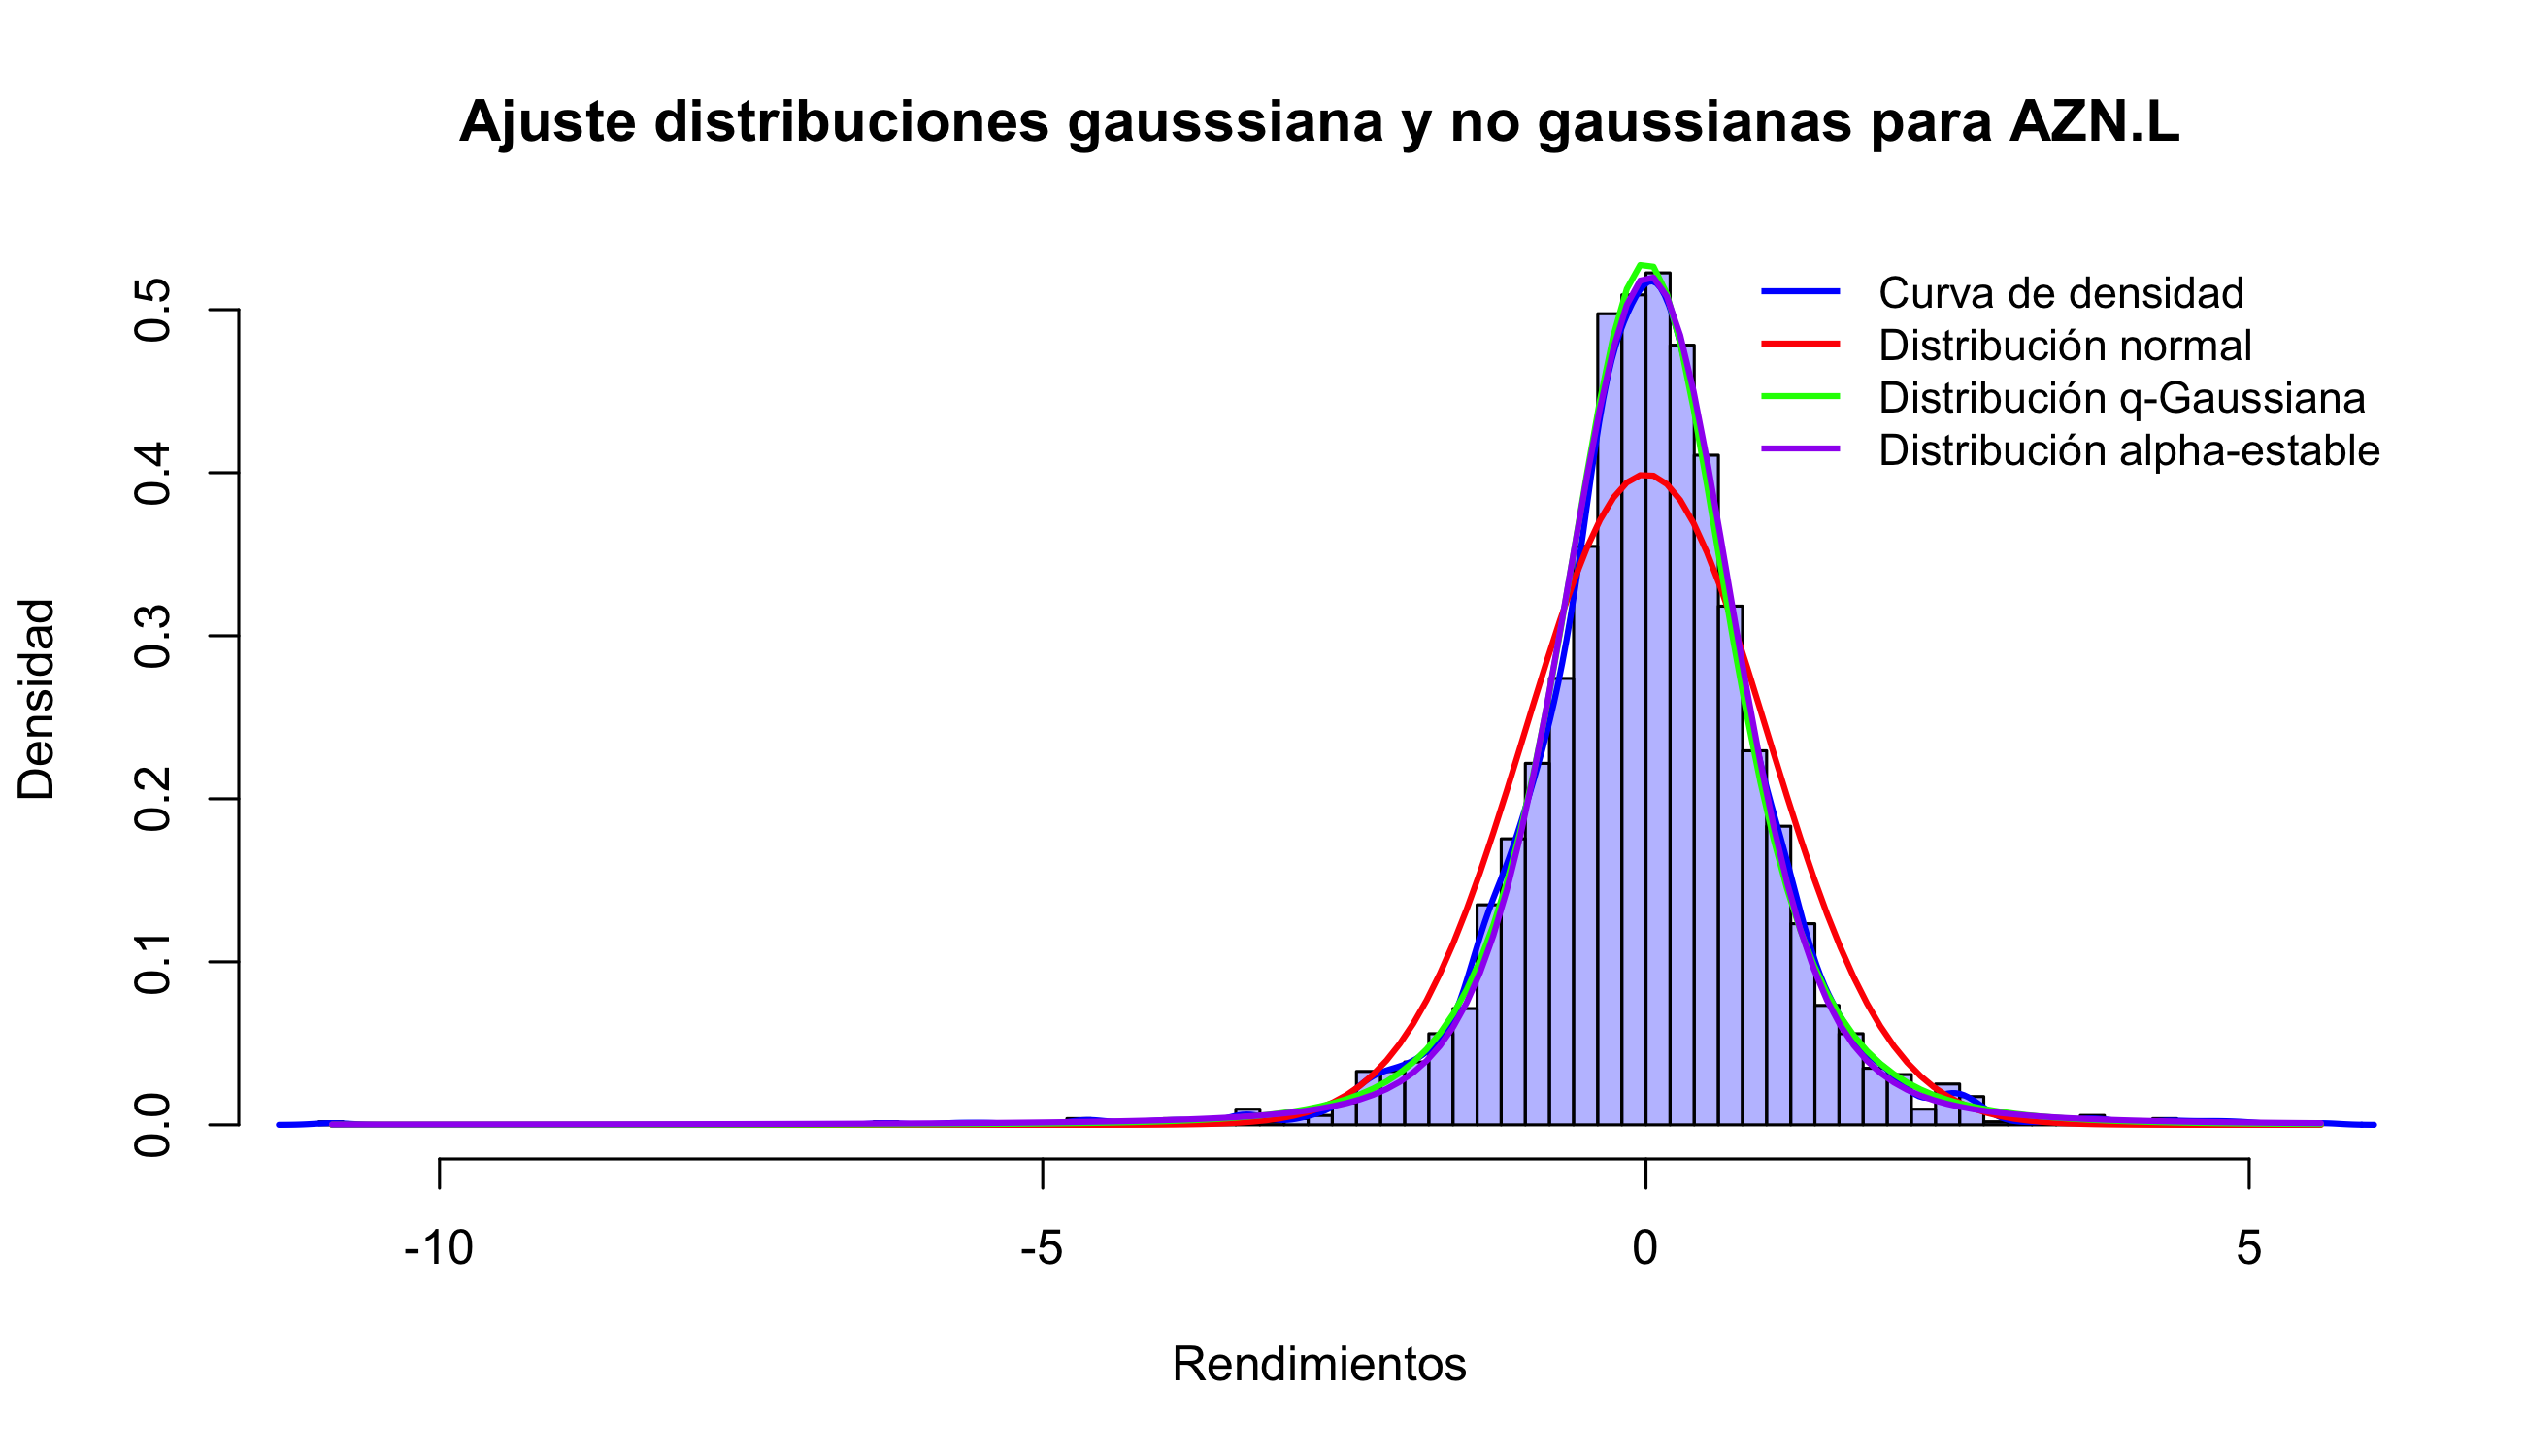 Ajuste distribuciones gausssiana y no gaussianas para AZN.L
Curva de densidad
Distribución normal
Distribución q-Gaussiana
Distribución alpha-estable
Densidad
0.5
0.4
0.3
0.2
0.1
0.0
-10 -5 0 5
Rendimientos